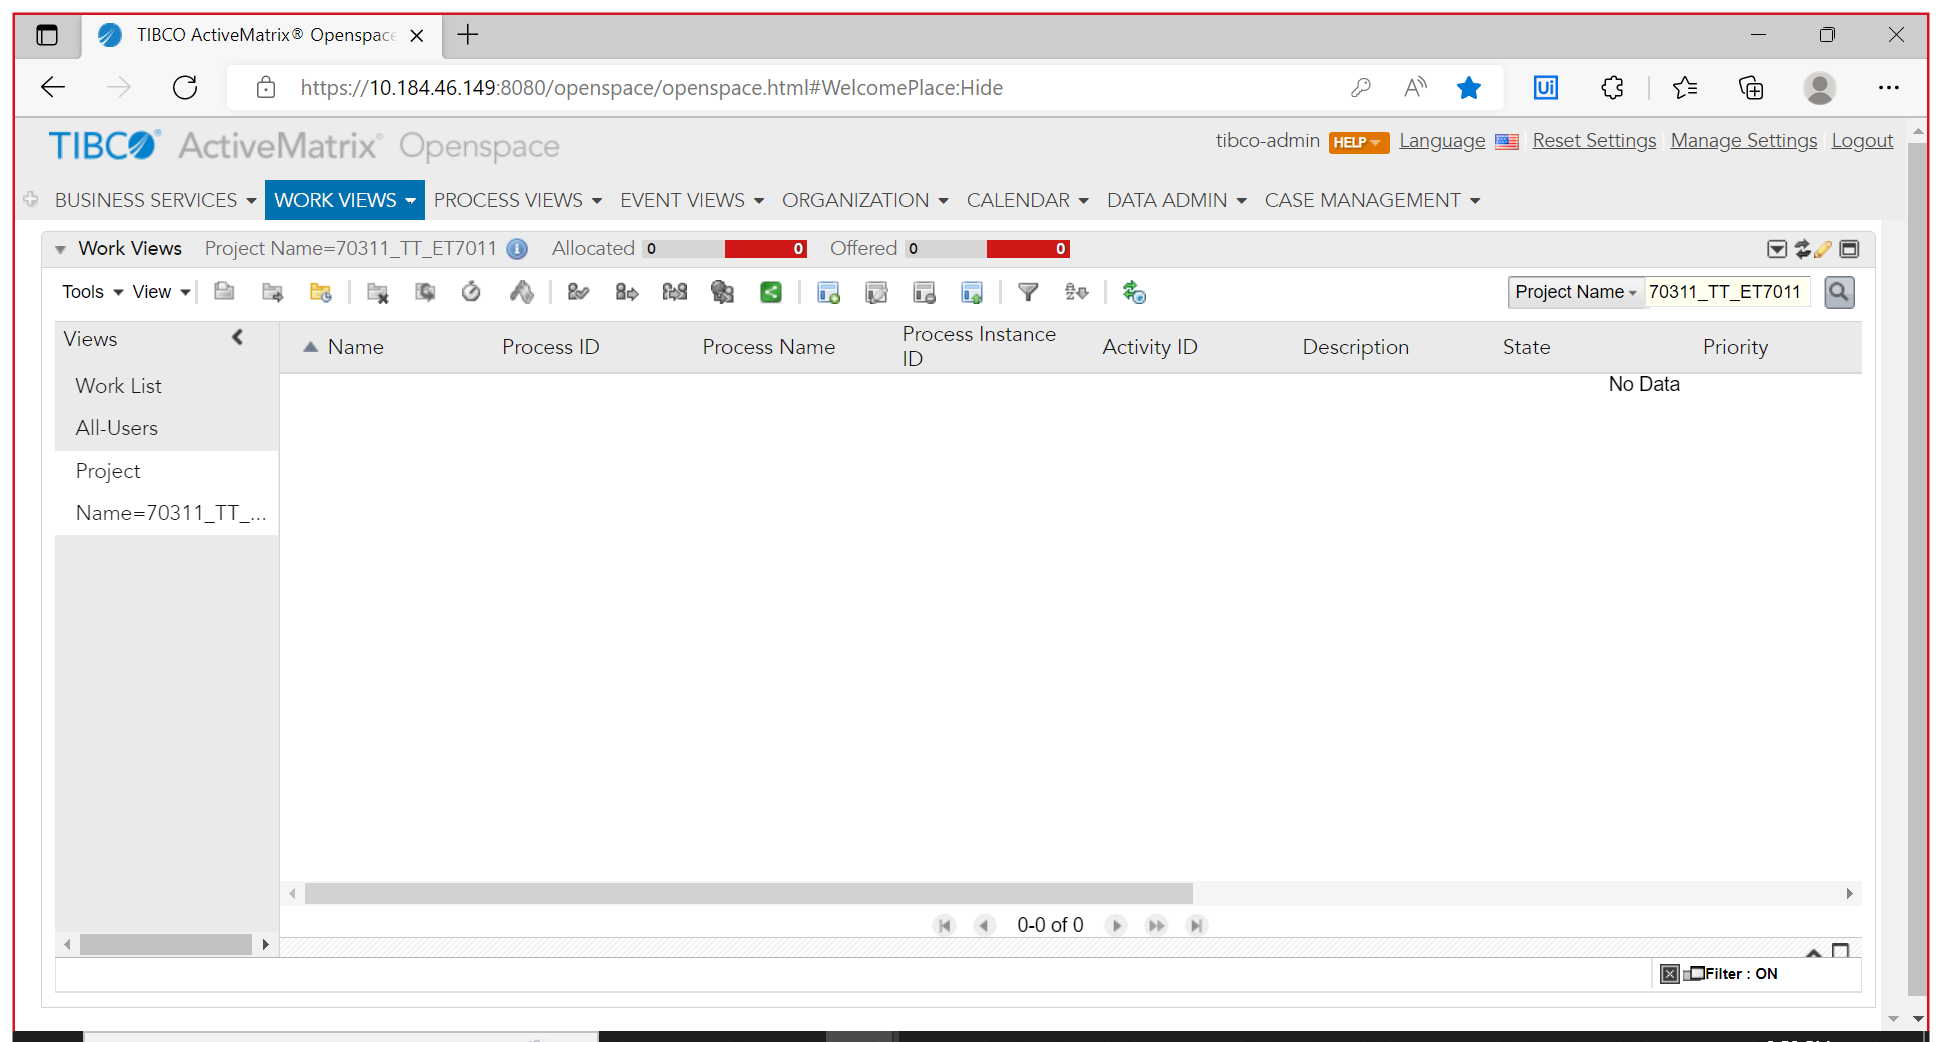 TIBCO ActiveMatrix® Openspace
https://10.184.46.149:8080/openspace/openspace.html#WelcomePlace:Hide
Ui
TIBCO® ActiveMatrix® Openspace
tibco-admin HELP Language Reset Settings Manage Settings Logout
BUSINESS SERVICES WORK VIEWS PROCESS VIEWS EVENT VIEWS ORGANIZATION CALENDAR DATA ADMIN CASE MANAGEMENT
Work Views Project Name=70311_TT_ET7011 Allocated 0 0 Offered 0 0
Tools View Project Name 70311_TT_ET7011
Views
Name Process ID Process Name Process Instance ID Activity ID Description State Priority
Work List
No Data
All-Users
Project
Name=70311_TT_...
0-0 of 0
Filter : ON